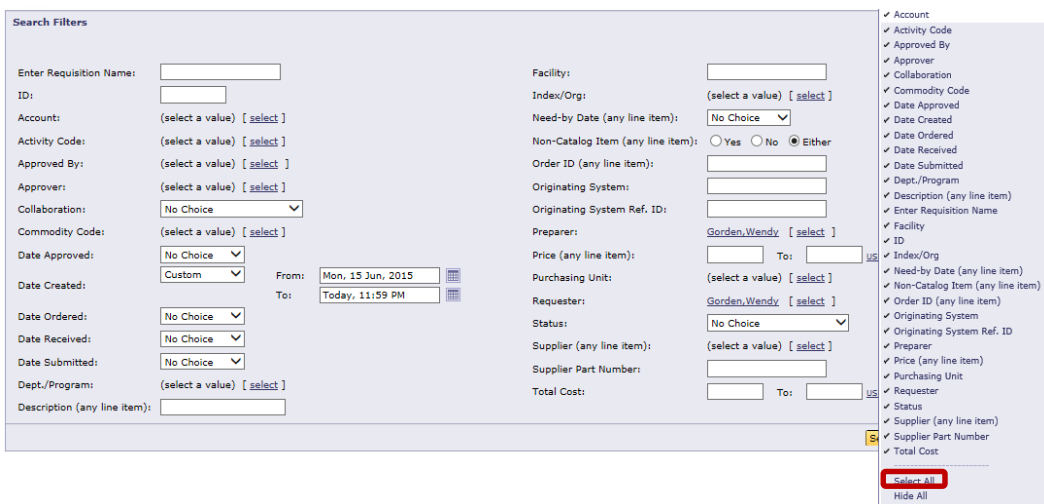 Search Filters
Enter Requisition Name:
ID:
Account: (select a value) [ select ]
Activity Code: (select a value) [ select ]
Approved By: (select a value) [ select ]
Approver: (select a value) [ select ]
Collaboration: No Choice
Commodity Code: (select a value) [ select ]
Date Approved: No Choice
Date Created: Custom From: Mon, 15 Jun, 2015
To: Today, 11:59 PM
Date Ordered: No Choice
Date Received: No Choice
Date Submitted: No Choice
Dept./Program: (select a value) [ select ]
Description (any line item):
Facility:
Index/Org: (select a value) [ select ]
Need-by Date (any line item): No Choice
Non-Catalog Item (any line item): Yes No Either
Order ID (any line item):
Originating System:
Originating System Ref. ID:
Preparer: Gorden,Wendy [ select ]
Price (any line item): To: US
Purchasing Unit: (select a value) [ select ]
Requester: Gorden,Wendy [ select ]
Status: No Choice
Supplier (any line item): (select a value) [ select ]
Supplier Part Number:
Total Cost: To: US
✔ Account
✔ Activity Code
✔ Approved By
✔ Approver
✔ Collaboration
✔ Commodity Code
✔ Date Approved
✔ Date Created
✔ Date Ordered
✔ Date Received
✔ Date Submitted
✔ Dept./Program
✔ Description (any line item)
✔ Enter Requisition Name
✔ Facility
✔ ID
✔ Index/Org
✔ Need-by Date (any line item)
✔ Non-Catalog Item (any line item)
✔ Order ID (any line item)
✔ Originating System
✔ Originating System Ref. ID
✔ Preparer
✔ Price (any line item)
✔ Purchasing Unit
✔ Requester
✔ Status
✔ Supplier (any line item)
✔ Supplier Part Number
✔ Total Cost
Select All
Hide All